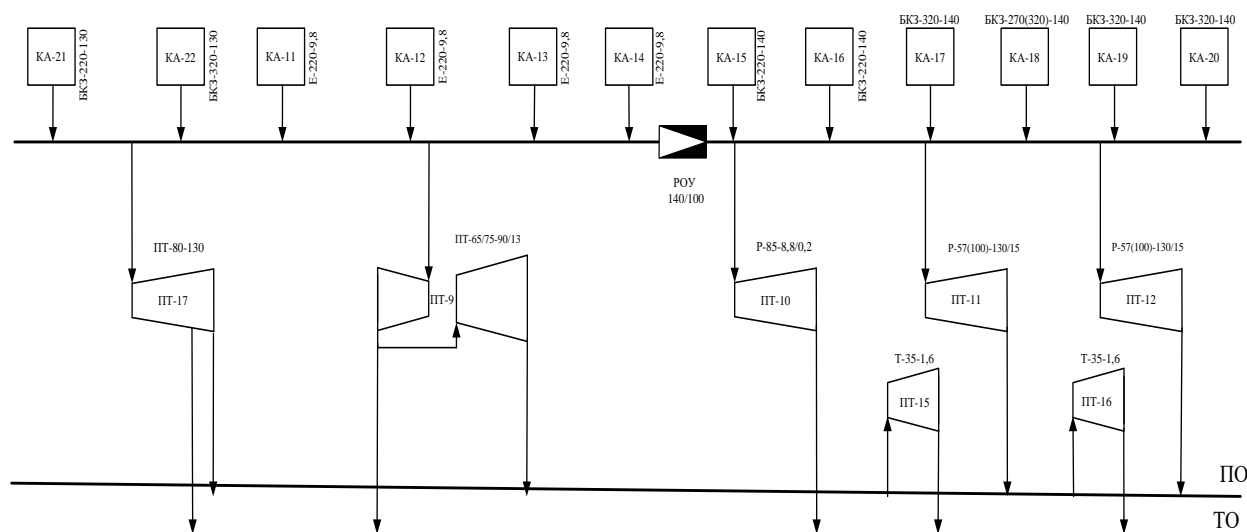 БКЗ-320-140
БКЗ-270(320)-140
БКЗ-320-140
БКЗ-320-140
КА-21
БКЗ-220-130
КА-22
БКЗ-320-130
КА-11
Е-220-9,8
КА-12
Е-220-9,8
КА-13
Е-220-9,8
КА-14
Е-220-9,8
КА-15
БКЗ-220-140
КА-16
БКЗ-220-140
КА-17
КА-18
КА-19
КА-20
РОУ
140/100
ПТ-80-130
ПТ-65/75-90/13
Р-85-8,8/0,2
Р-57(100)-130/15
Р-57(100)-130/15
ПТ-17
ПТ-9
ПТ-10
ПТ-11
ПТ-12
Т-35-1,6
Т-35-1,6
ПТ-15
ПТ-16
ПО
ТО